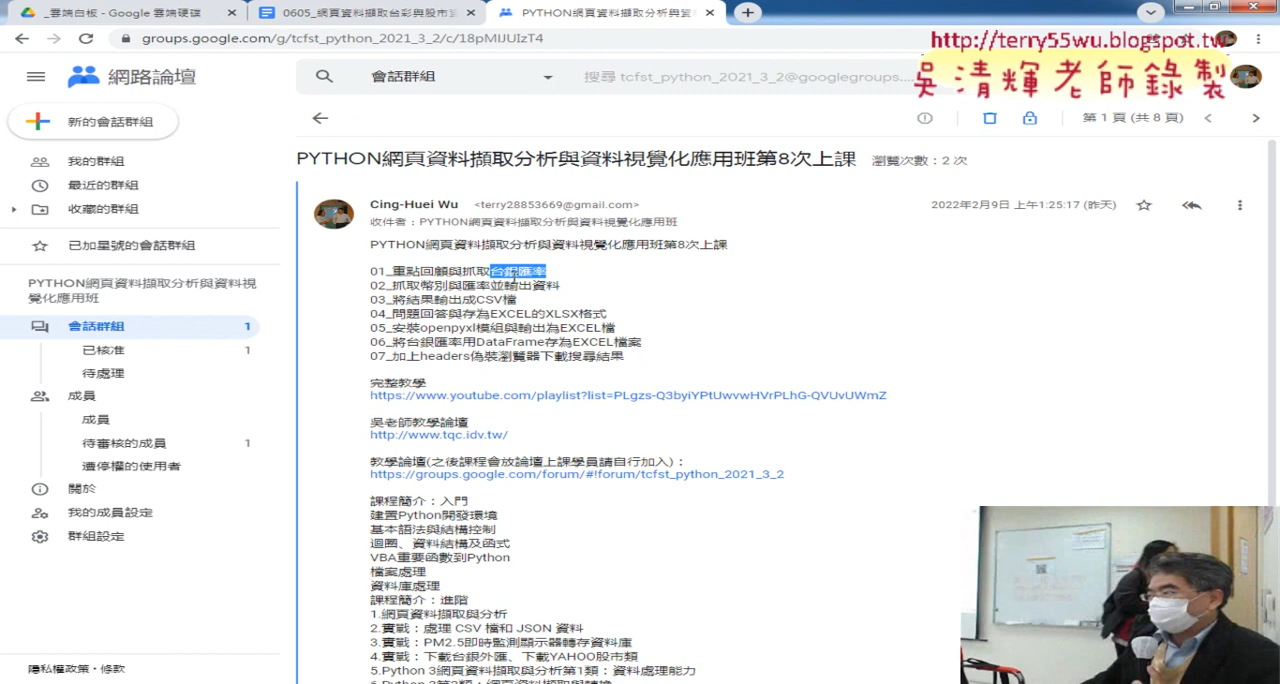 _雲端白板 - Google 雲端硬碟
0605_網頁資料擷取台彩與股市
PYTHON網頁資料擷取分析與資
groups.google.com/g/tcfst_python_2021_3_2/c/18pMIJUIzT4
http://terry55wu.blogspot.tw
吳清輝老師錄製
網路論壇
會話群組
搜尋 tcfst_python_2021_3_2@googlegroups....
新的會話群組
第 1 頁 (共 8 頁)
我的群組
最近的群組
收藏的群組
已加星號的會話群組
PYTHON網頁資料擷取分析與資料視
覺化應用班
會話群組 1
已核准 1
待處理
成員
成員
待審核的成員 1
遭停權的使用者
關於
我的成員設定
群組設定
隱私權政策・條款
PYTHON網頁資料擷取分析與資料視覺化應用班第8次上課 瀏覽次數：2 次
Cing-Huei Wu <terry28853669@gmail.com>
2022年2月9日 上午1:25:17 (昨天)
收件者：PYTHON網頁資料擷取分析與資料視覺化應用班
PYTHON網頁資料擷取分析與資料視覺化應用班第8次上課
01_重點回顧與抓取台銀匯率
02_抓取幣別與匯率並輸出資料
03_將結果輸出成CSV檔
04_問題回答與存為EXCEL的XLSX格式
05_安裝openpyxl模組與輸出為EXCEL檔
06_將台銀匯率用DataFrame存為EXCEL檔案
07_加上headers偽裝瀏覽器下載搜尋結果
完整教學
https://www.youtube.com/playlist?list=PLgzs-Q3byiYPtUwvwHVrPLhG-QVUvUWmZ
吳老師教學論壇
http://www.tqc.idv.tw/
教學論壇(之後課程會放論壇上課學員請自行加入)：
https://groups.google.com/forum/#!forum/tcfst_python_2021_3_2
課程簡介：入門
建置Python開發環境
基本語法與結構控制
迴圈、資料結構及函式
VBA重要函數到Python
檔案處理
資料庫處理
課程簡介：進階
1.網頁資料擷取與分析
2.實戰：處理 CSV 檔和 JSON 資料
3.實戰：PM2.5即時監測顯示器轉存資料庫
4.實戰：下載台銀外匯、下載YAHOO股市類
5.Python 3網頁資料擷取與分析第1類：資料處理能力